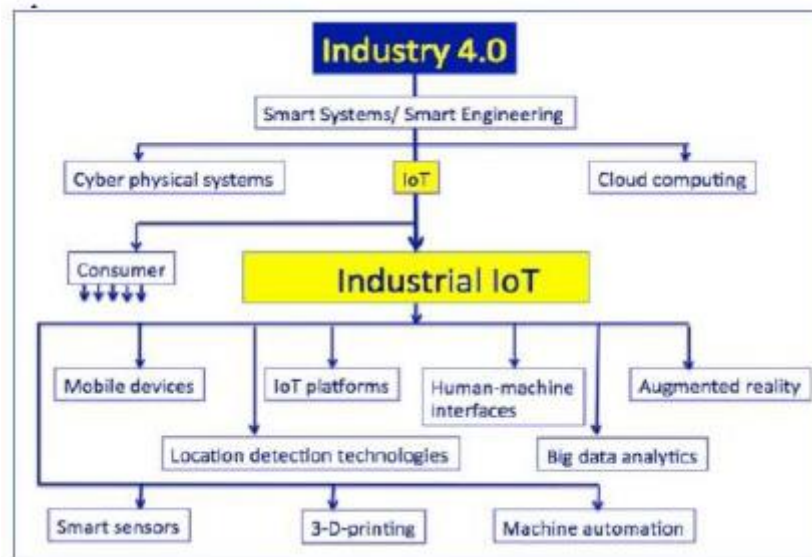 Industry 4.0
Smart Systems/ Smart Engineering
Cyber physical systems
IoT
Cloud computing
Consumer
Industrial IoT
Mobile devices
IoT platforms
Human-machine
interfaces
Augmented reality
Location detection technologies
Big data analytics
Smart sensors
3-D-printing
Machine automation